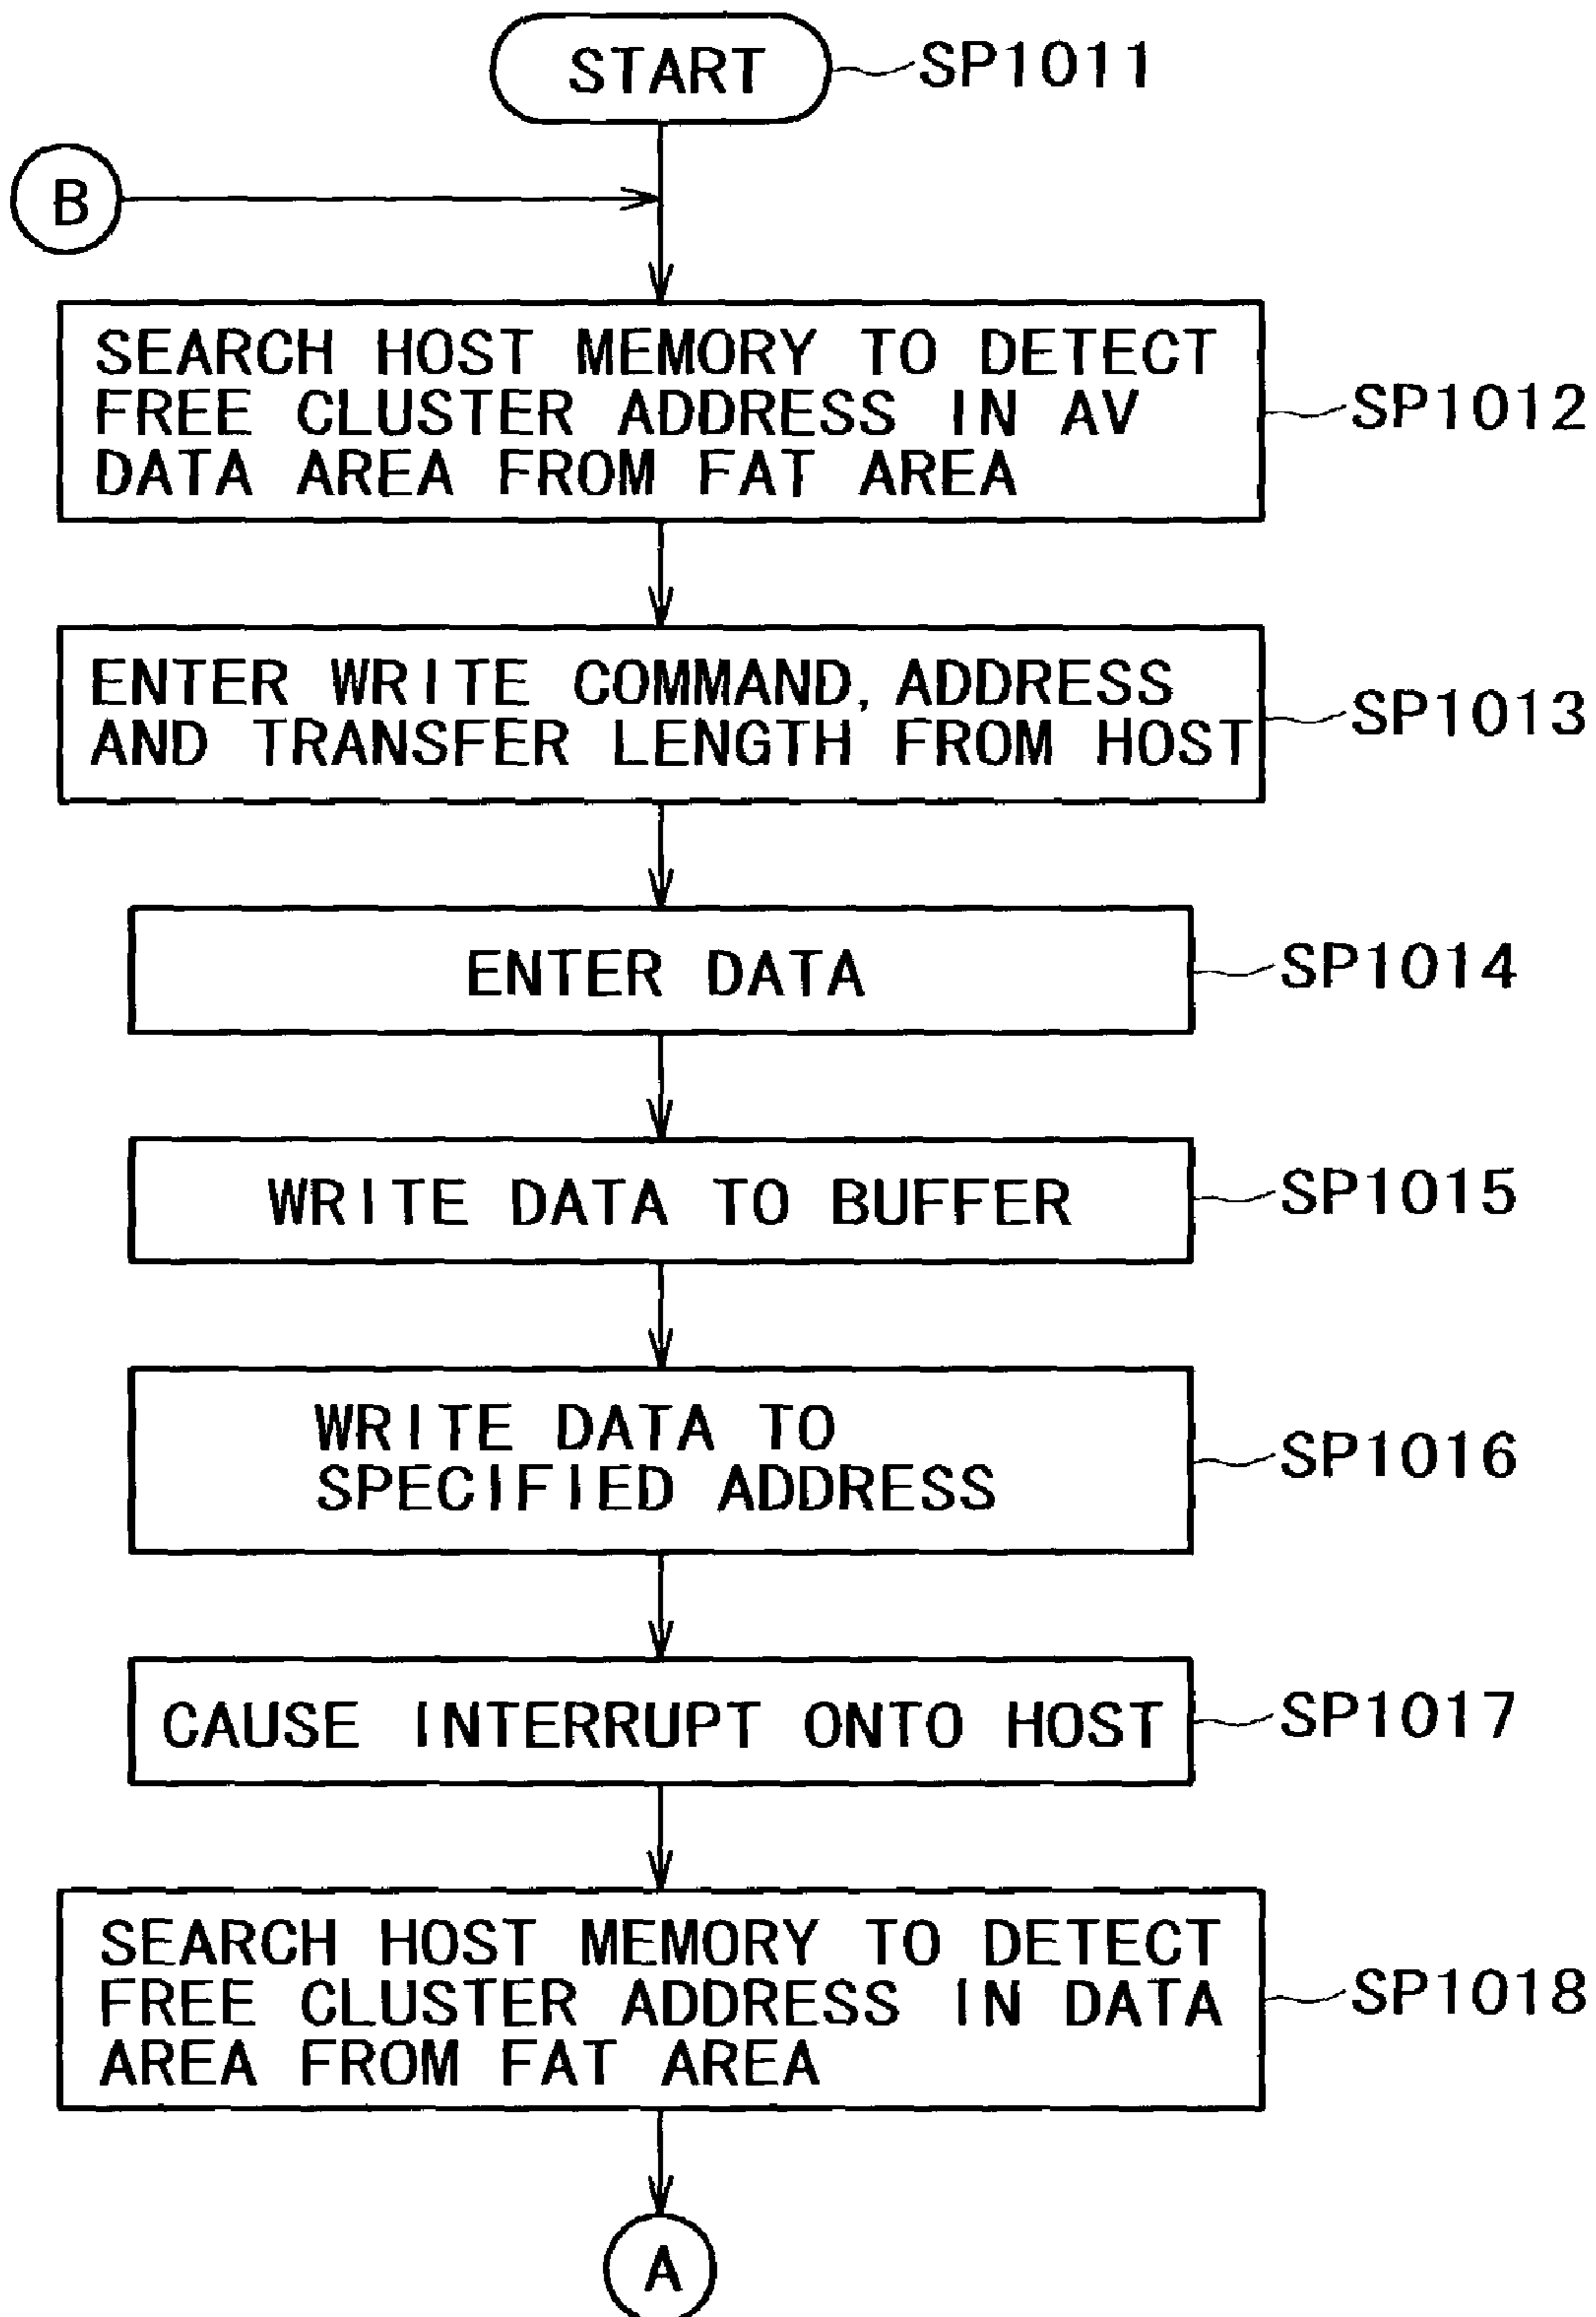 START
SP1011
B
SEARCH HOST MEMORY TO DETECT
FREE CLUSTER ADDRESS IN AV
DATA AREA FROM FAT AREA
SP1012
ENTER WRITE COMMAND, ADDRESS
AND TRANSFER LENGTH FROM HOST
SP1013
ENTER DATA
SP1014
WRITE DATA TO BUFFER
SP1015
WRITE DATA TO
SPECIFIED ADDRESS
SP1016
CAUSE INTERRUPT ONTO HOST
SP1017
SEARCH HOST MEMORY TO DETECT
FREE CLUSTER ADDRESS IN DATA
AREA FROM FAT AREA
SP1018
A